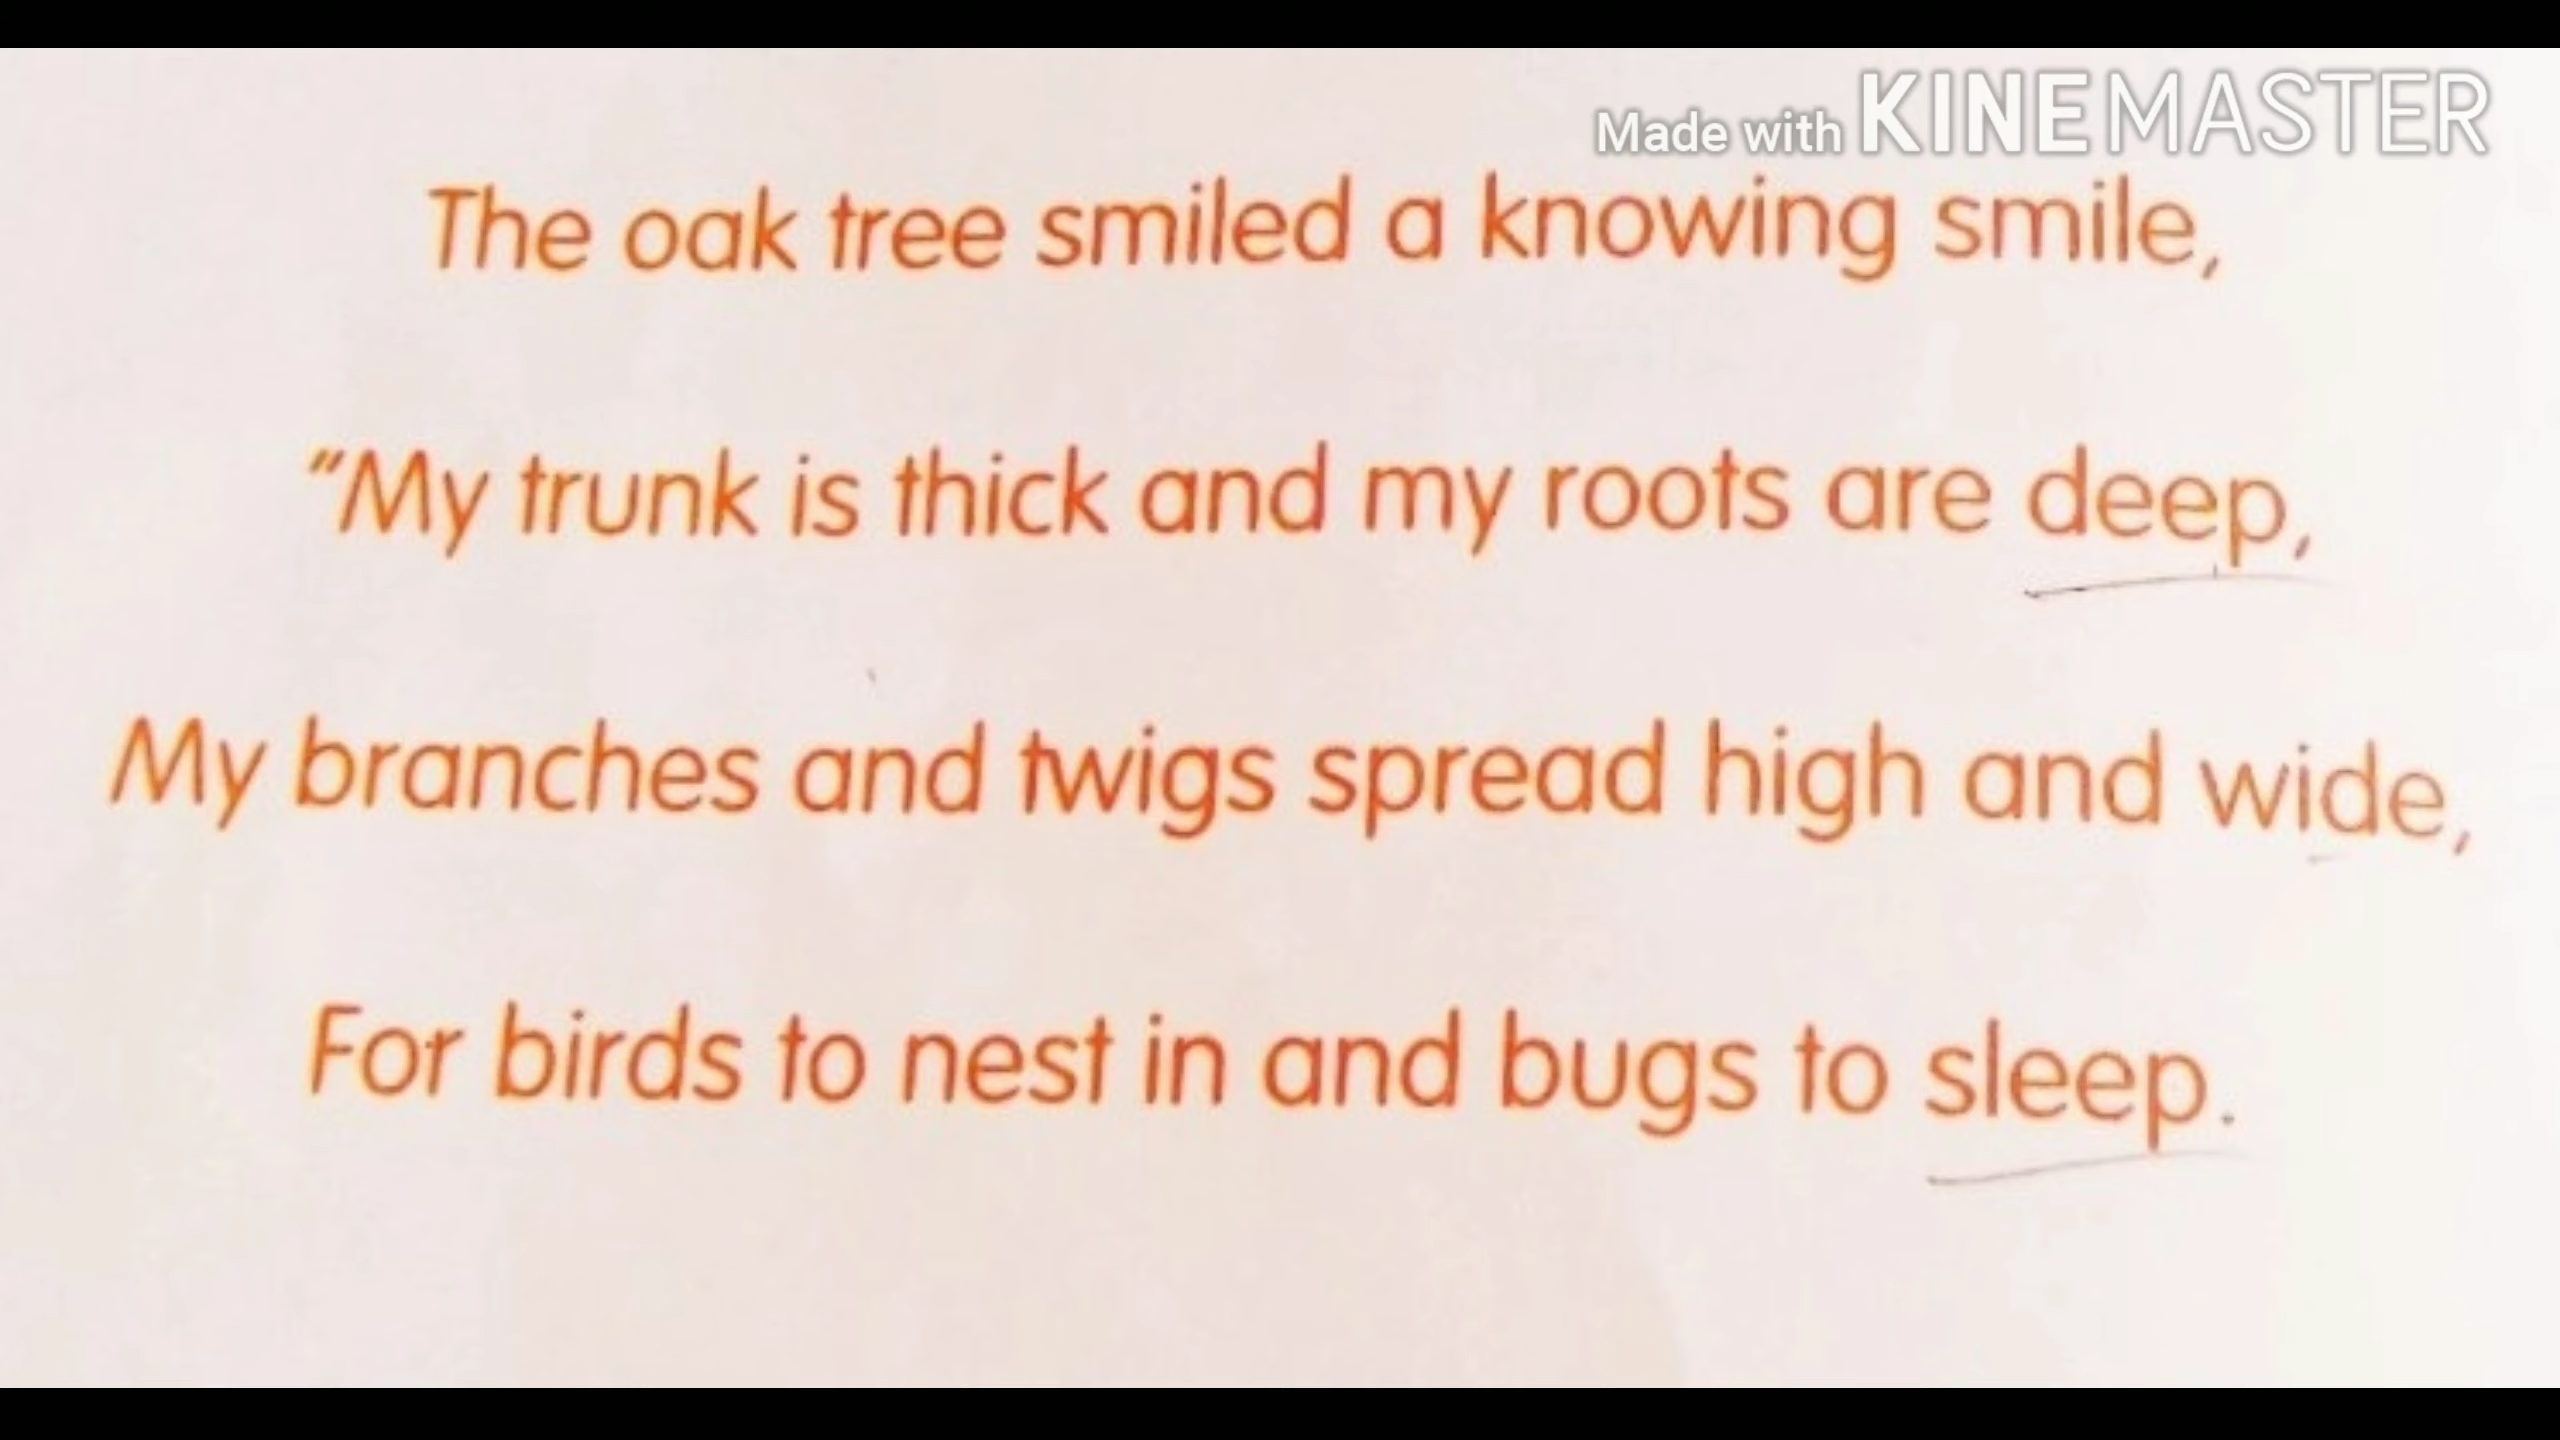 Made with KINEMASTER
The oak tree smiled a knowing smile,
"My trunk is thick and my roots are deep,
My branches and twigs spread high and wide,
For birds to nest in and bugs to sleep.